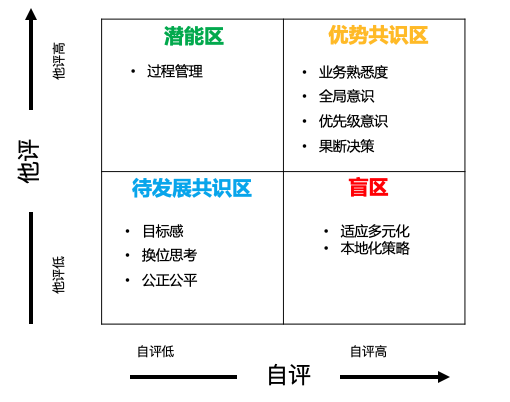 他评高
他评
他评低
潜能区
• 过程管理
优势共识区
• 业务熟悉度
• 全局意识
• 优先级意识
• 果断决策
待发展共识区
• 目标感
• 换位思考
• 公正公平
盲区
• 适应多元化
• 本地化策略
自评低
自评
自评高